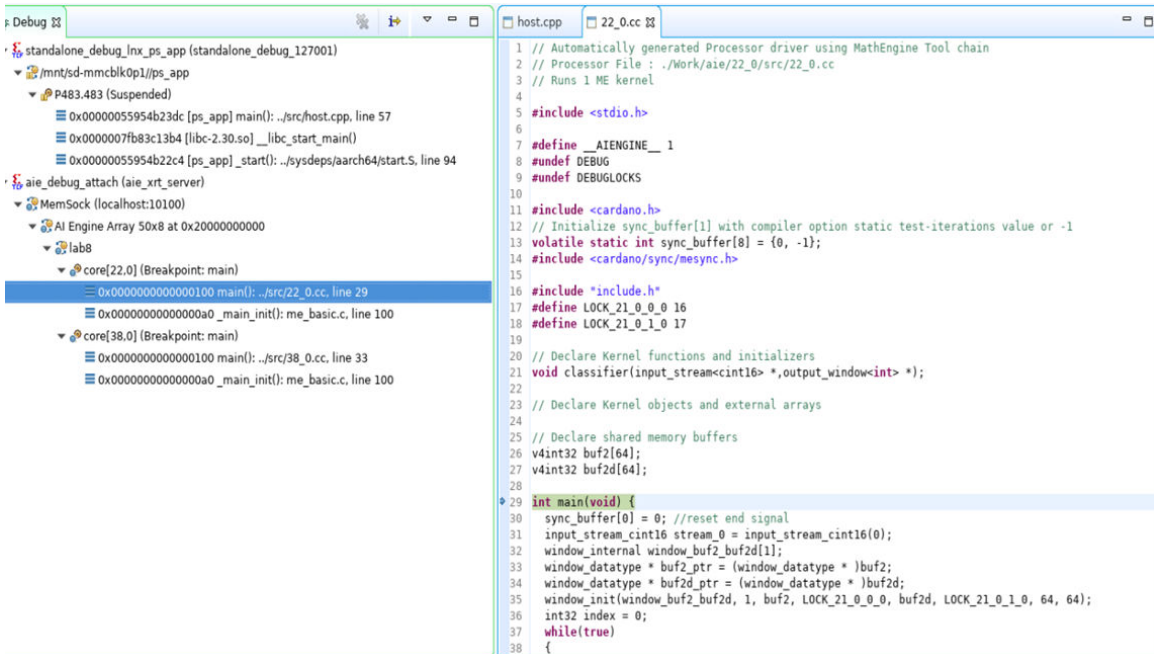 Debug
standalone_debug_lnx_ps_app (standalone_debug_127001)
/mnt/sd-mmcblk0p1//ps_app
P483.483 (Suspended)
0x00000055954b23dc [ps_app] main(): ../src/host.cpp, line 57
0x0000007fb83c13b4 [libc-2.30.so] __libc_start_main()
0x00000055954b22c4 [ps_app] _start(): ../sysdeps/aarch64/start.S, line 94
aie_debug_attach (aie_xrt_server)
MemSock (localhost:10100)
AI Engine Array 50x8 at 0x20000000000
lab8
core[22,0] (Breakpoint: main)
0x0000000000000100 main(): ../src/22_0.cc, line 29
0x00000000000000a0 _main_init(): me_basic.c, line 100
core[38,0] (Breakpoint: main)
0x0000000000000100 main(): ../src/38_0.cc, line 33
0x00000000000000a0 _main_init(): me_basic.c, line 100
host.cpp 22_0.cc
1 // Automatically generated Processor driver using MathEngine Tool chain
2 // Processor File : ./Work/aie/22_0/src/22_0.cc
3 // Runs 1 ME kernel
4
5 #include <stdio.h>
6
7 #define __AIENGINE__ 1
8 #undef DEBUG
9 #undef DEBUGLOCKS
10
11 #include <cardano.h>
12 // Initialize sync_buffer[1] with compiler option static test-iterations value or -1
13 volatile static int sync_buffer[8] = {0, -1};
14 #include <cardano/sync/mesync.h>
15
16 #include "include.h"
17 #define LOCK_21_0_0_0 16
18 #define LOCK_21_0_1_0 17
19
20 // Declare Kernel functions and initializers
21 void classifier(input_stream<cint16> *,output_window<int> *);
22
23 // Declare Kernel objects and external arrays
24
25 // Declare shared memory buffers
26 v4int32 buf2[64];
27 v4int32 buf2d[64];
28
29 int main(void) {
30 sync_buffer[0] = 0; //reset end signal
31 input_stream_cint16 stream_0 = input_stream_cint16(0);
32 window_internal window_buf2_buf2d[1];
33 window_datatype * buf2_ptr = (window_datatype * )buf2;
34 window_datatype * buf2d_ptr = (window_datatype * )buf2d;
35 window_init(window_buf2_buf2d, 1, buf2, LOCK_21_0_0_0, buf2d, LOCK_21_0_1_0, 64, 64);
36 int32 index = 0;
37 while(true)
38 {